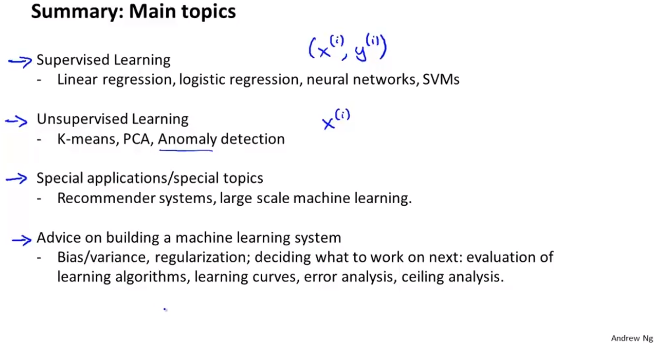 Summary: Main topics
→ Supervised Learning (x^(i), y^(i))
- Linear regression, logistic regression, neural networks, SVMs
→ Unsupervised Learning x^(i)
- K-means, PCA, Anomaly detection
→ Special applications/special topics
- Recommender systems, large scale machine learning.
→ Advice on building a machine learning system
- Bias/variance, regularization; deciding what to work on next: evaluation of
learning algorithms, learning curves, error analysis, ceiling analysis.
Andrew Ng